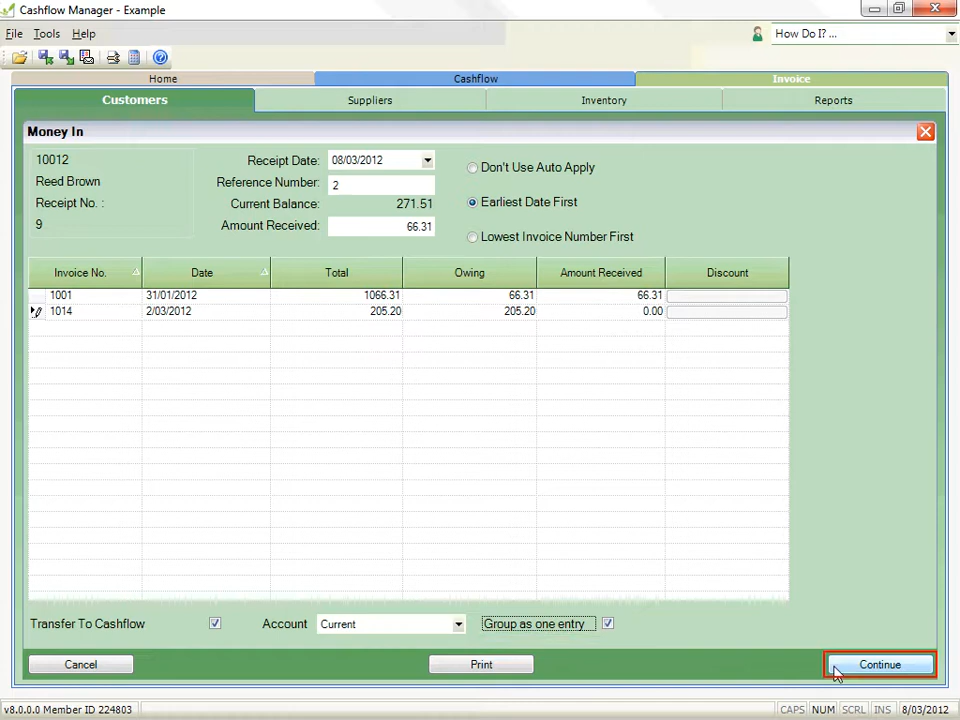 Cashflow Manager - Example
File Tools Help
How Do I? ...
Home Cashflow Invoice
Customers Suppliers Inventory Reports
Money In
10012
Reed Brown
Receipt No. :
9
Receipt Date: 08/03/2012
Reference Number: 2
Current Balance: 271.51
Amount Received: 66.31
Don't Use Auto Apply
Earliest Date First
Lowest Invoice Number First
Invoice No. Date Total Owing Amount Received Discount
1001 31/01/2012 1066.31 66.31 66.31
1014 2/03/2012 205.20 205.20 0.00
Transfer To Cashflow Account Current Group as one entry
Cancel Print Continue
v8.0.0.0 Member ID 224803 CAPS NUM SCRL INS 8/03/2012